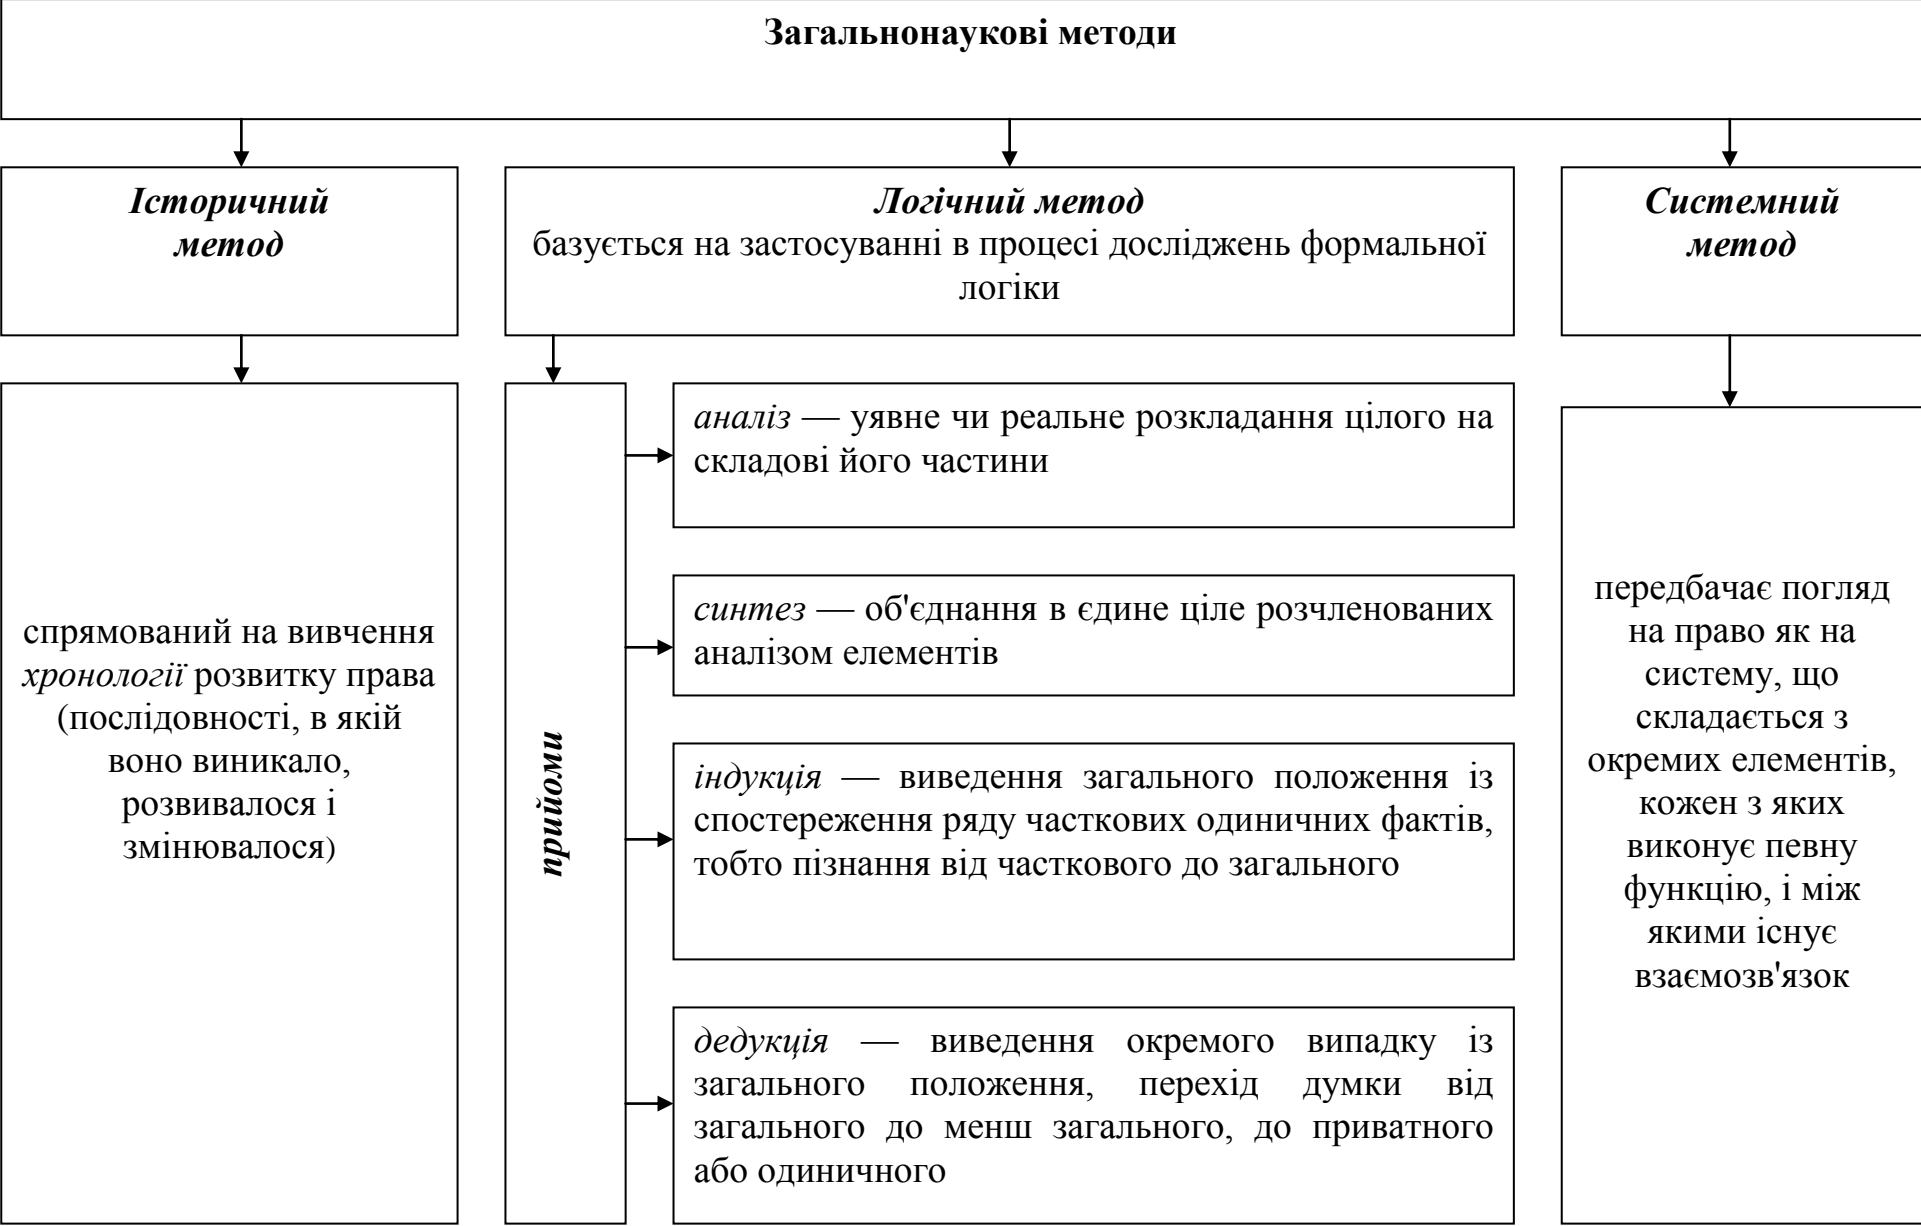 Загальнонаукові методи
Історичний
метод
Логічний метод
базується на застосуванні в процесі досліджень формальної
логіки
Системний
метод
спрямований на вивчення
хронології розвитку права
(послідовності, в якій
воно виникало,
розвивалося і
змінювалося)
прийоми
аналіз — уявне чи реальне розкладання цілого на
складові його частини
синтез — об'єднання в єдине ціле розчленованих
аналізом елементів
індукція — виведення загального положення із
спостереження ряду часткових одиничних фактів,
тобто пізнання від часткового до загального
дедукція — виведення окремого випадку із
загального положення, перехід думки від
загального до менш загального, до приватного
або одиничного
передбачає погляд
на право як на
систему, що
складається з
окремих елементів,
кожен з яких
виконує певну
функцію, і між
якими існує
взаємозв'язок